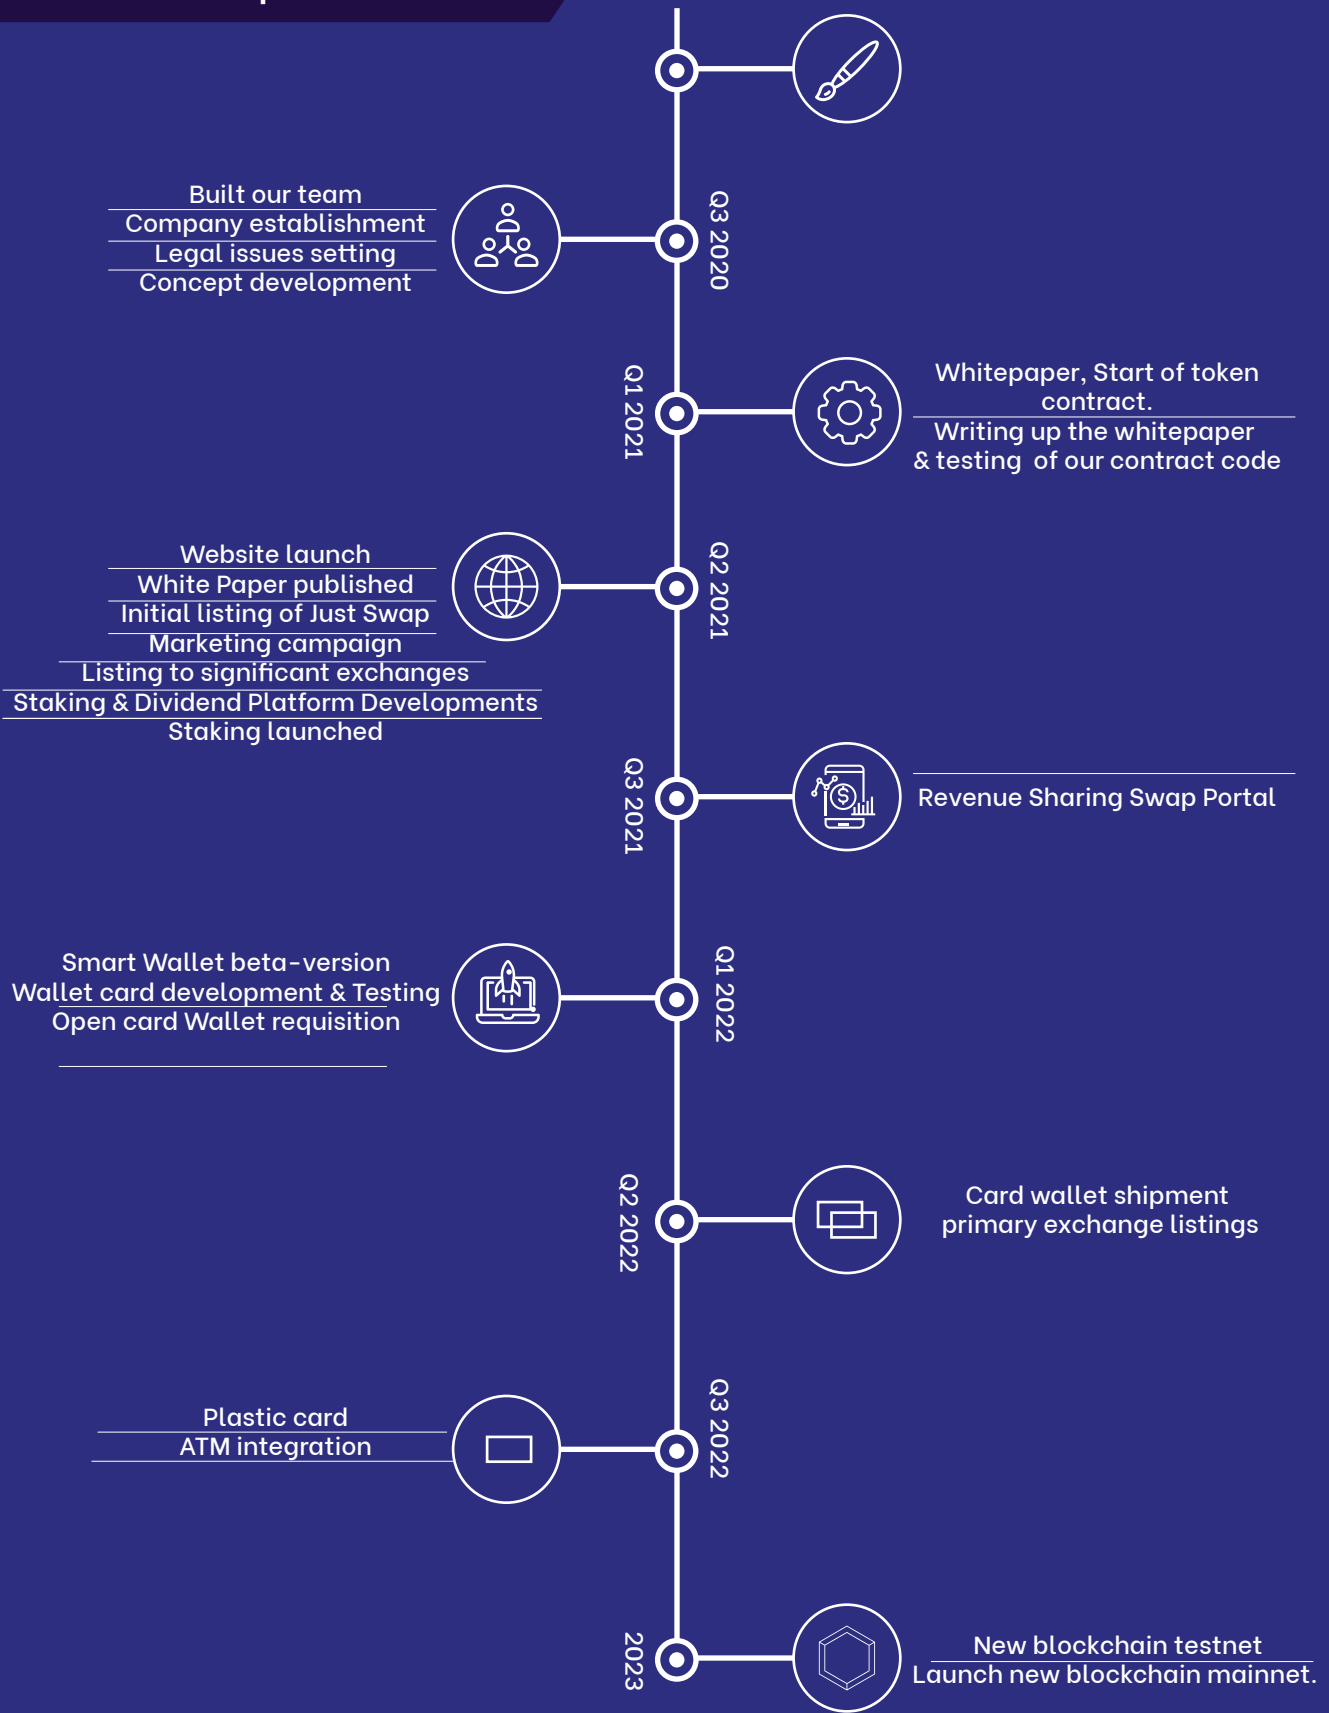 Built our team
Company establishment
Legal issues setting
Concept development
Q3 2020
Q1 2021
Whitepaper, Start of token
contract.
Writing up the whitepaper
& testing of our contract code
Website launch
White Paper published
Initial listing of Just Swap
Marketing campaign
Listing to significant exchanges
Staking & Dividend Platform Developments
Staking launched
Q2 2021
Q3 2021
Revenue Sharing Swap Portal
Smart Wallet beta-version
Wallet card development & Testing
Open card Wallet requisition
Q1 2022
Q2 2022
Card wallet shipment
primary exchange listings
Plastic card
ATM integration
Q3 2022
2023
New blockchain testnet
Launch new blockchain mainnet.